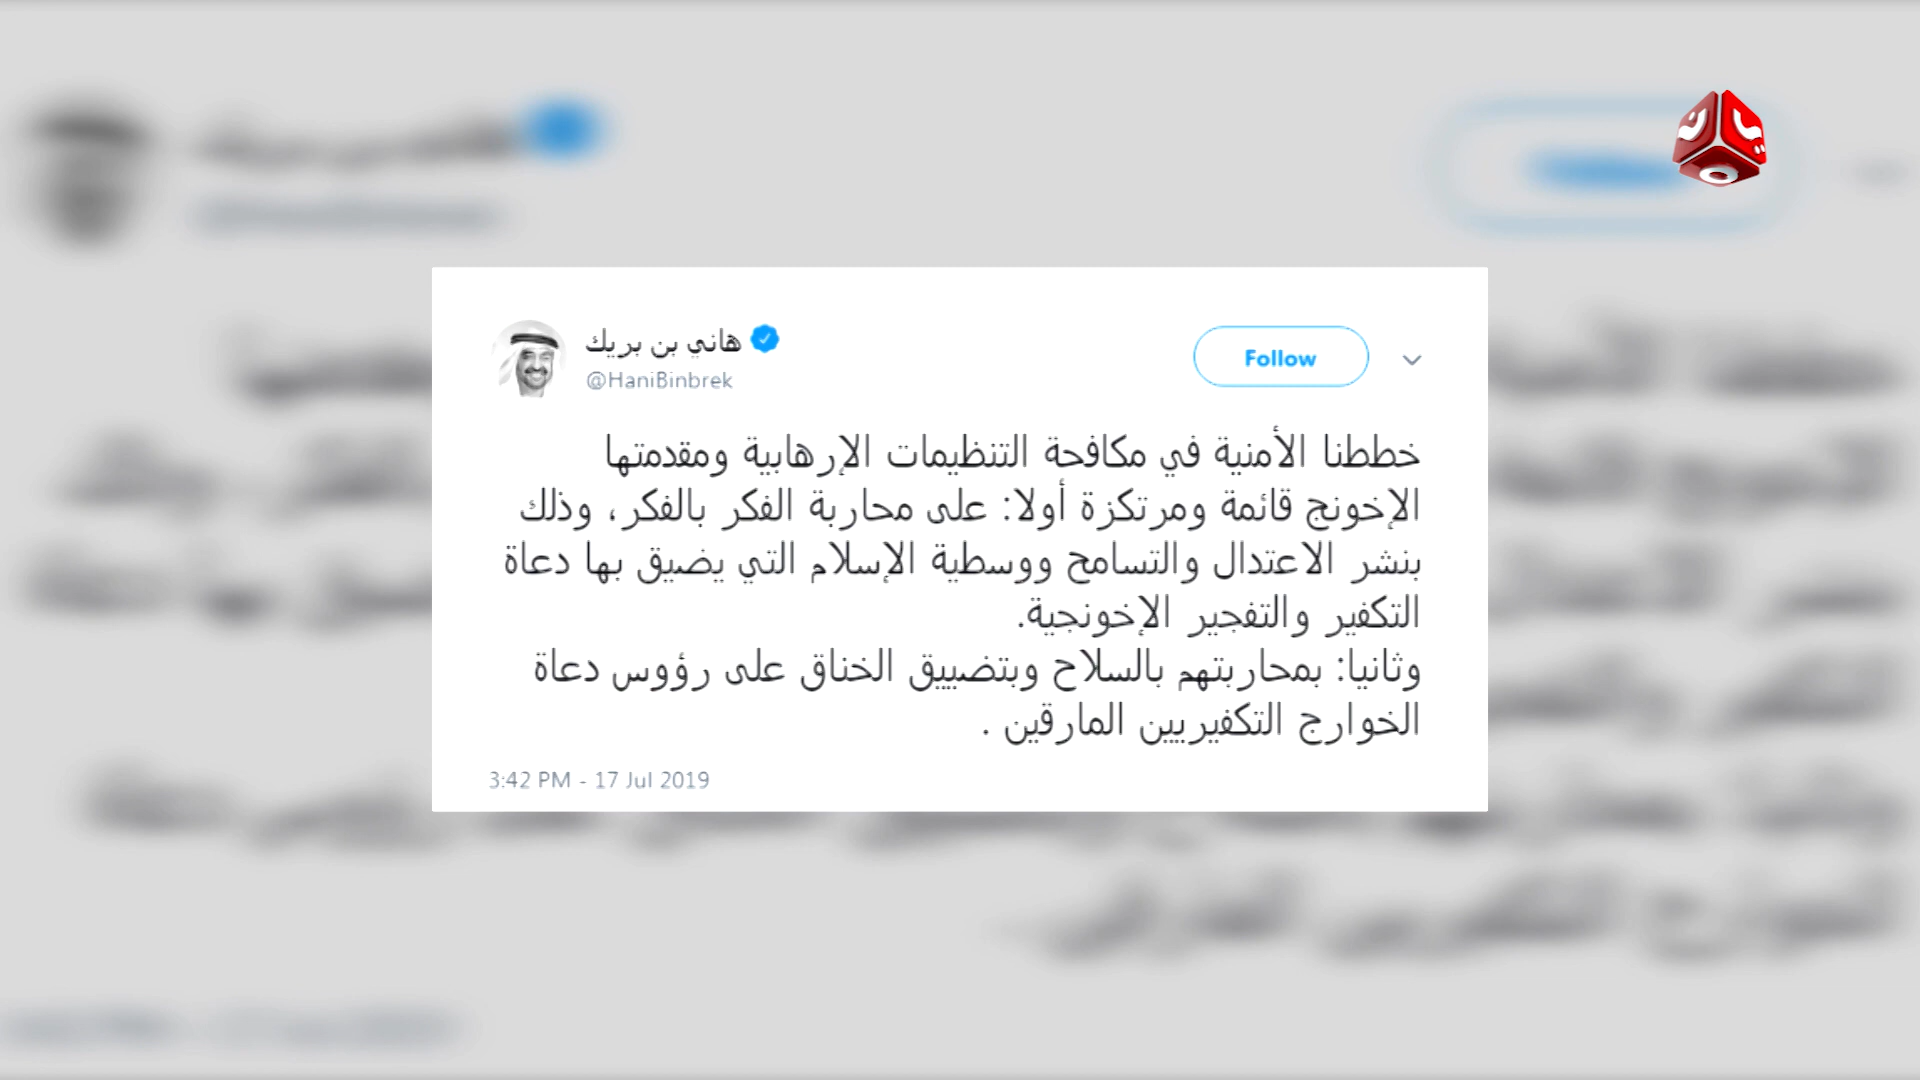 هاني بن بريك
@HaniBinbrek
Follow
خططنا الأمنية في مكافحة التنظيمات الإرهابية ومقدمتها
الإخونج قائمة ومرتكزة أولا: على محاربة الفكر بالفكر، وذلك
بنشر الاعتدال والتسامح ووسطية الإسلام التي يضيق بها دعاة
التكفير والتفجير الإخونجية.
وثانيا: بمحاربتهم بالسلاح وبتضييق الخناق على رؤوس دعاة
الخوارج التكفيريين المارقين .
3:42 PM - 17 Jul 2019